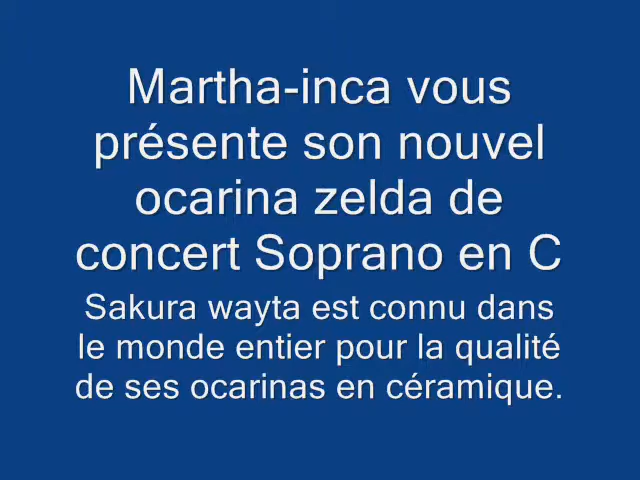 Martha-inca vous
présente son nouvel
ocarina zelda de
concert Soprano en C
Sakura wayta est connu dans
le monde entier pour la qualité
de ses ocarinas en céramique.